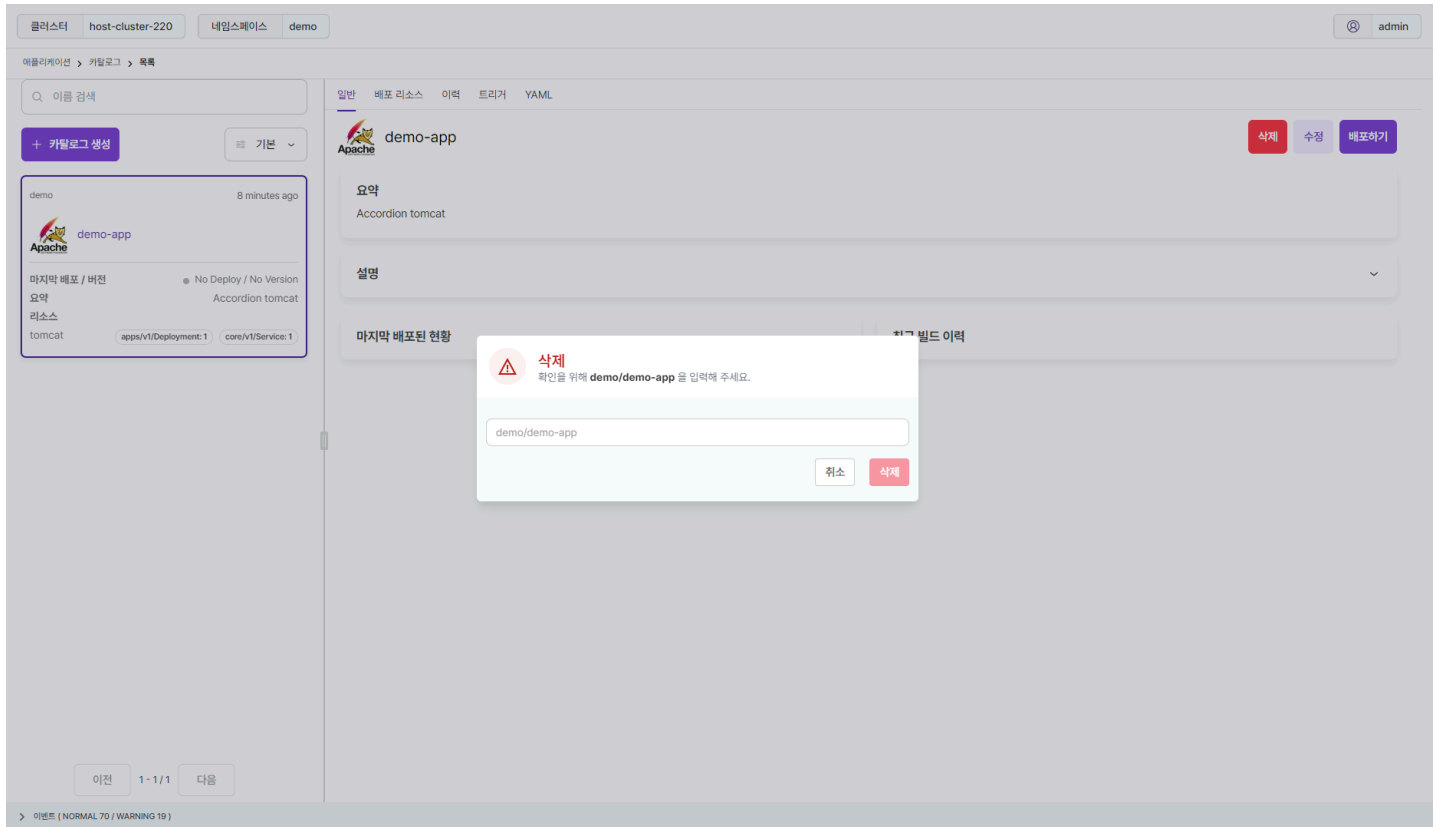 클러스터 host-cluster-220 네임스페이스 demo admin
애플리케이션 > 카탈로그 > 목록
이름 검색
일반 배포 리소스 이력 트리거 YAML
+ 카탈로그 생성
기본
Apache
demo-app
삭제 수정 배포하기
demo 8 minutes ago
Apache
demo-app
마지막 배포 / 버전 No Deploy / No Version
요약 Accordion tomcat
리소스
tomcat apps/v1/Deployment: 1 core/v1/Service: 1
요약
Accordion tomcat
설명
마지막 배포된 현황
빌드 이력
삭제
확인을 위해 demo/demo-app 을 입력해 주세요.
demo/demo-app
취소 삭제
이전 1 - 1 / 1 다음
> 이벤트 ( NORMAL 70 / WARNING 19 )